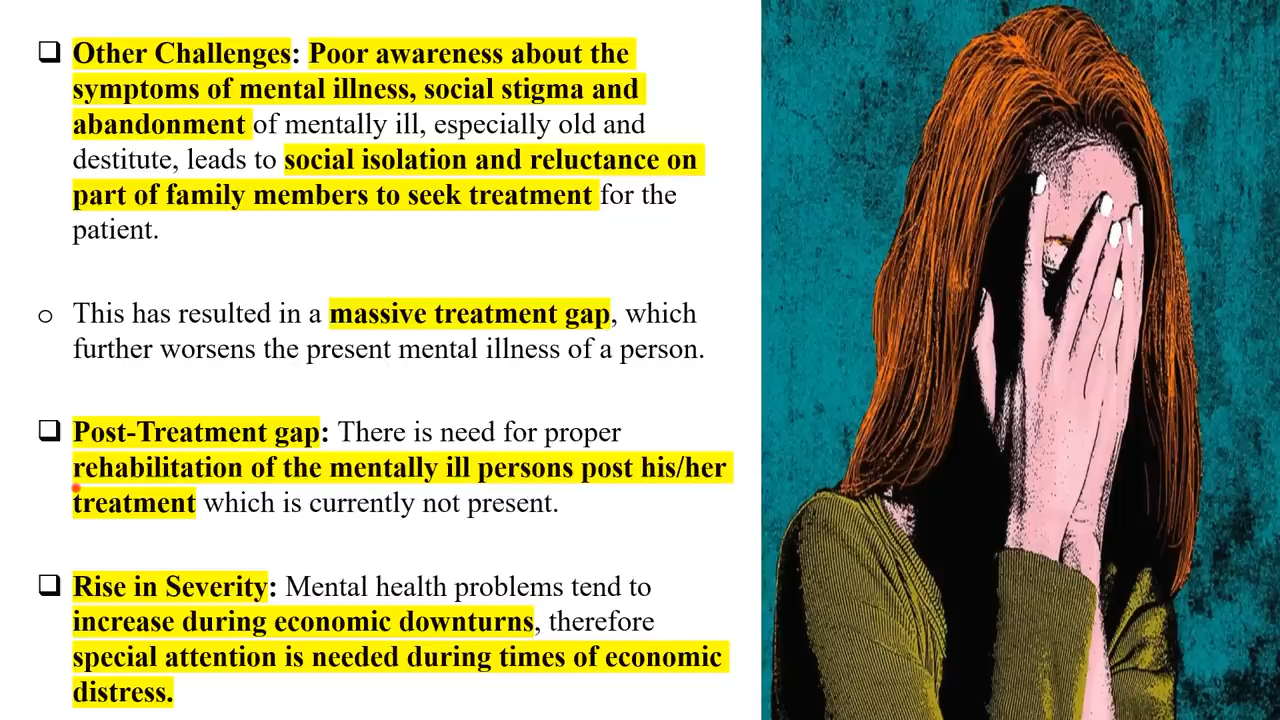 ❑ Other Challenges: Poor awareness about the
symptoms of mental illness, social stigma and
abandonment of mentally ill, especially old and
destitute, leads to social isolation and reluctance on
part of family members to seek treatment for the
patient.
o This has resulted in a massive treatment gap, which
further worsens the present mental illness of a person.
❑ Post-Treatment gap: There is need for proper
rehabilitation of the mentally ill persons post his/her
treatment which is currently not present.
❑ Rise in Severity: Mental health problems tend to
increase during economic downturns, therefore
special attention is needed during times of economic
distress.